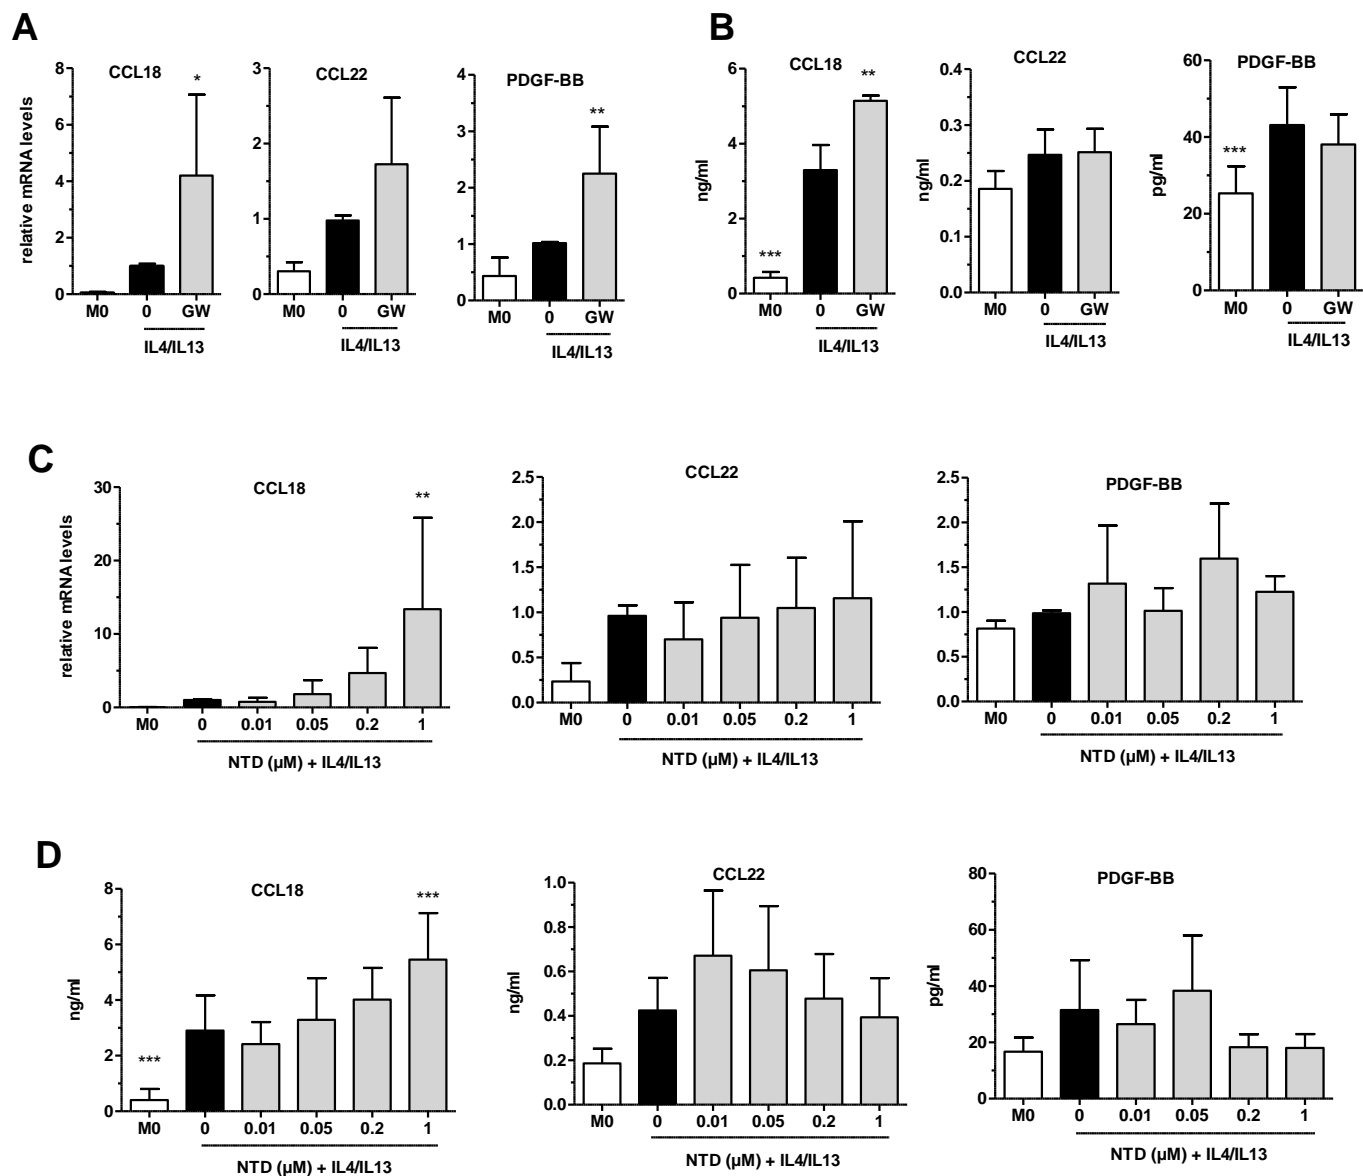 A
B
CCL18
CCL22
PDGF-BB
relative mRNA levels
8
6
4
2
0
*
M0 0 GW
IL4/IL13
3
2
1
0
M0 0 GW
IL4/IL13
4
3
2
1
0
**
M0 0 GW
IL4/IL13
CCL18
CCL22
PDGF-BB
ng/ml
6
4
2
0
***
**
M0 0 GW
IL4/IL13
ng/ml
0.4
0.3
0.2
0.1
0.0
M0 0 GW
IL4/IL13
pg/ml
60
40
20
0
***
M0 0 GW
IL4/IL13
C
CCL18
relative mRNA levels
30
20
10
0
**
M0 0 0.01 0.05 0.2 1
NTD (µM) + IL4/IL13
CCL22
2.5
2.0
1.5
1.0
0.5
0.0
M0 0 0.01 0.05 0.2 1
NTD (µM) + IL4/IL13
PDGF-BB
2.5
2.0
1.5
1.0
0.5
0.0
M0 0 0.01 0.05 0.2 1
NTD (µM) + IL4/IL13
D
CCL18
ng/ml
8
6
4
2
0
***
***
M0 0 0.01 0.05 0.2 1
NTD (µM) + IL4/IL13
CCL22
ng/ml
1.0
0.8
0.6
0.4
0.2
0.0
M0 0 0.01 0.05 0.2 1
NTD (µM) + IL4/IL13
PDGF-BB
pg/ml
80
60
40
20
0
M0 0 0.01 0.05 0.2 1
NTD (µM) + IL4/IL13